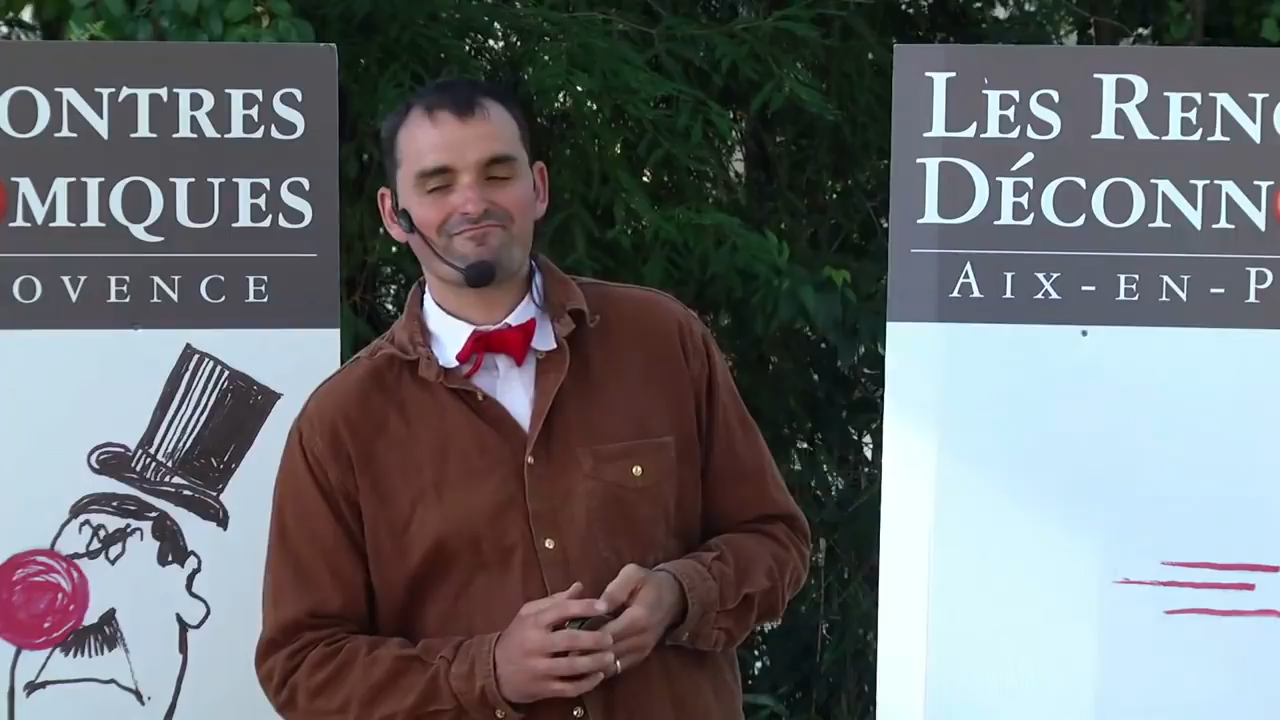 ONTRES
MIQUES
OVENCE
LES RENC
DÉCONN
AIX-EN-P